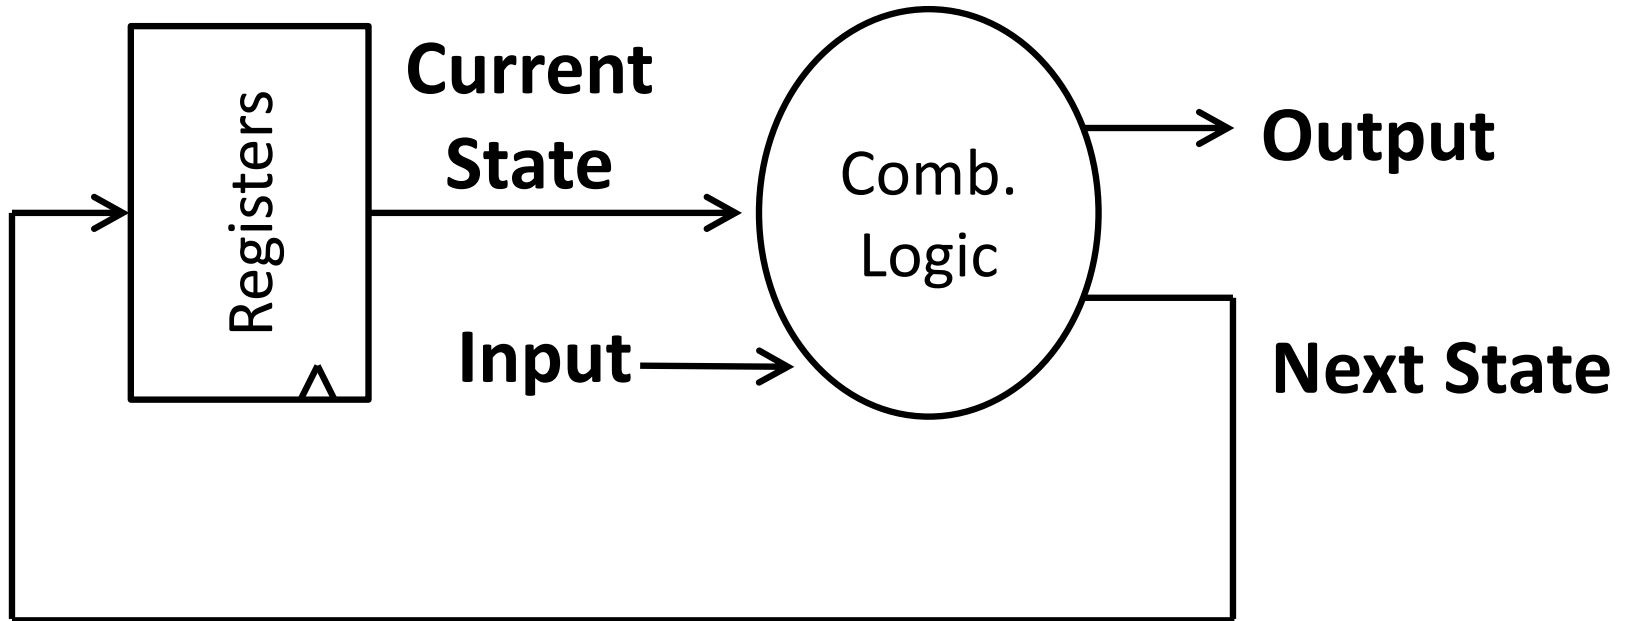 Registers
Current
State
Input
Comb.
Logic
Output
Next State